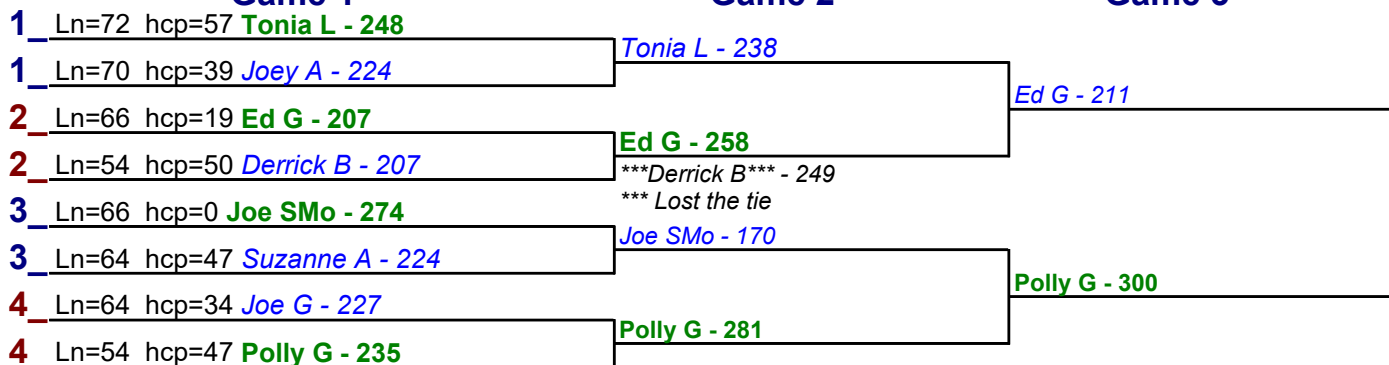 1_ Ln=72 hcp=57 Tonia L - 248
Tonia L - 238
1_ Ln=70 hcp=39 Joey A - 224
Ed G - 211
2_ Ln=66 hcp=19 Ed G - 207
Ed G - 258
2_ Ln=54 hcp=50 Derrick B - 207
***Derrick B*** - 249
*** Lost the tie
3_ Ln=66 hcp=0 Joe SMo - 274
Joe SMo - 170
3_ Ln=64 hcp=47 Suzanne A - 224
Polly G - 300
4_ Ln=64 hcp=34 Joe G - 227
Polly G - 281
4 Ln=54 hcp=47 Polly G - 235